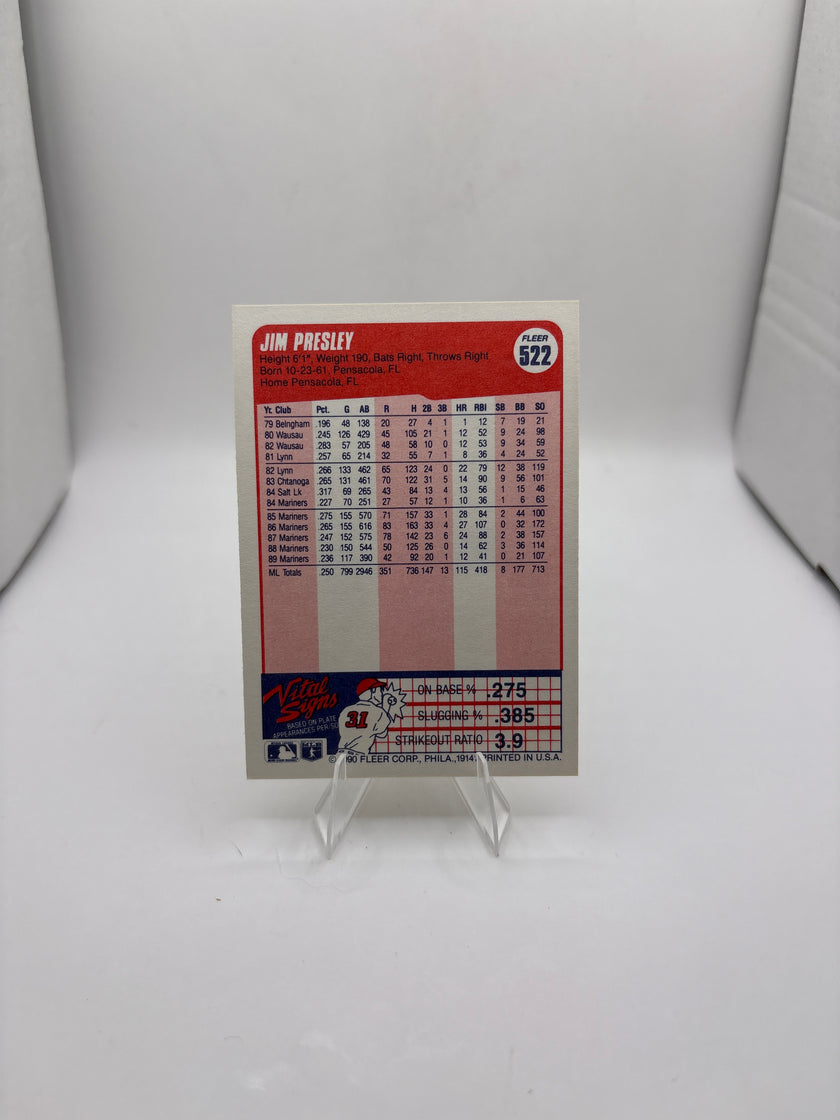 JIM PRESLEY
FLEER
522
Height 6'1", Weight 190, Bats Right, Throws Right
Born 10-23-61, Pensacola, FL
Home Pensacola, FL
Yr. Club Pct. G AB R H 2B 3B HR RBI SB BB SO
79 Belngham .196 48 138 20 27 4 1 1 12 7 19 21
80 Wausau .245 126 429 45 105 21 1 12 52 9 24 98
82 Wausau .283 57 205 48 58 10 0 12 53 9 34 59
81 Lynn .257 65 214 32 55 7 1 8 36 4 24 52
82 Lynn .266 133 462 65 123 24 0 22 79 12 38 119
83 Chtanoga .265 131 461 70 122 31 5 14 90 9 56 101
84 Salt Lk .317 69 265 43 84 13 4 13 56 1 15 46
84 Mariners .227 70 251 27 57 12 1 10 36 1 6 63
85 Mariners .275 155 570 71 157 33 1 28 84 2 44 100
86 Mariners .265 155 616 83 163 33 4 27 107 0 32 172
87 Mariners .247 152 575 78 142 23 6 24 88 2 38 157
88 Mariners .230 150 544 50 125 26 0 14 62 3 36 114
89 Mariners .236 117 390 42 92 20 1 12 41 0 21 107
ML Totals .250 799 2946 351 736 147 13 115 418 8 177 713
Vital Signs
BASED ON PLATE
APPEARANCES PER/SO
31
ON BASE % .275
SLUGGING % .385
STRIKEOUT RATIO 3.9
FLEER CORP., PHILA.,1914 PRINTED IN U.S.A.